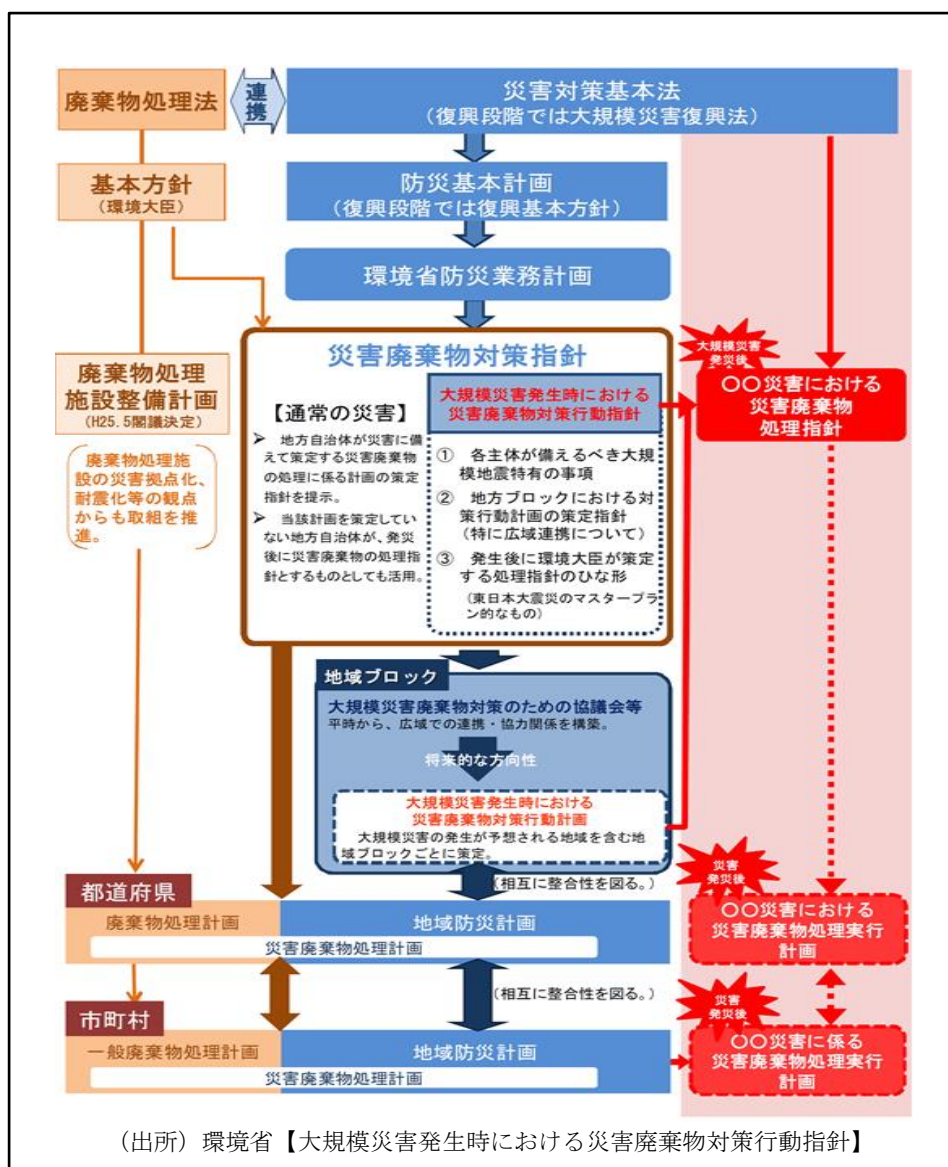 廃棄物処理法
連携
災害対策基本法
(復興段階では大規模災害復興法)
基本方針
(環境大臣)
防災基本計画
(復興段階では復興基本方針)
環境省防災業務計画
廃棄物処理
施設整備計画
(H25.5閣議決定)
廃棄物処理施
設の災害拠点化、
耐震化等の観点
からも取組を推
進。
災害廃棄物対策指針
【通常の災害】
➢ 地方自治体が災害に備
えて策定する災害廃棄物
の処理に係る計画の策定
指針を提示。
➢ 当該計画を策定してい
ない地方自治体が、発災
後に災害廃棄物の処理指
針とするものとしても活用。
大規模災害発生時における
災害廃棄物対策行動指針
① 各主体が備えるべき大規
模地震特有の事項
② 地方ブロックにおける対
策行動計画の策定指針
(特に広域連携について)
③ 発生後に環境大臣が策定
する処理指針のひな形
(東日本大震災のマスタープラ
ン的なもの)
大規模災害
発災後
〇〇災害における
災害廃棄物
処理指針
地域ブロック
大規模災害廃棄物対策のための協議会等
平時から、広域での連携・協力関係を構築。
将来的な方向性
大規模災害発生時における
災害廃棄物対策行動計画
大規模災害の発生が予想される地域を含む地
域ブロックごとに策定。
(相互に整合性を図る。)
都道府県
廃棄物処理計画
地域防災計画
災害廃棄物処理計画
災害
発災後
〇〇災害における
災害廃棄物処理実行
計画
(相互に整合性を図る。)
市町村
一般廃棄物処理計画
地域防災計画
災害廃棄物処理計画
災害
発災後
〇〇災害に係る
災害廃棄物処理実行
計画
(出所)環境省【大規模災害発生時における災害廃棄物対策行動指針】